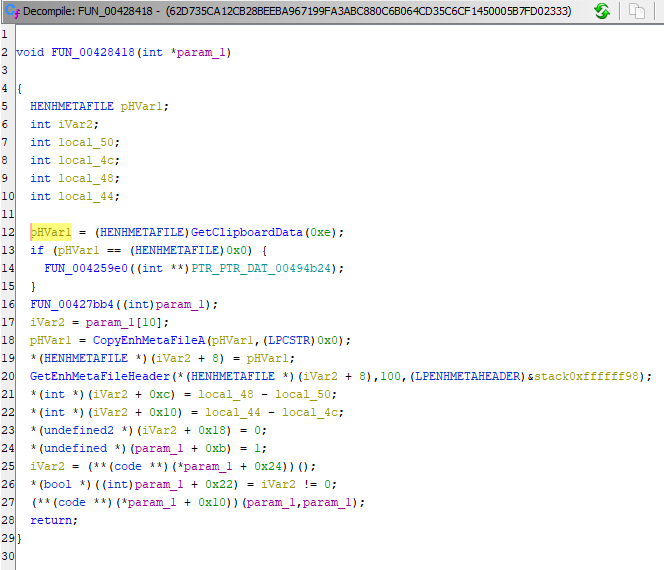 Decompile: FUN_00428418 - (62D735CA12CB28BEEBA967199FA3ABC880C6B064CD35C6CF1450005B7FD02333)
1
2 void FUN_00428418(int *param_1)
3
4 {
5 HENHMETAFILE pHVar1;
6 int iVar2;
7 int local_50;
8 int local_4c;
9 int local_48;
10 int local_44;
11
12 pHVar1 = (HENHMETAFILE)GetClipboardData(0xe);
13 if (pHVar1 == (HENHMETAFILE)0x0) {
14 FUN_004259e0((int **)PTR_PTR_DAT_00494b24);
15 }
16 FUN_00427bb4((int)param_1);
17 iVar2 = param_1[10];
18 pHVar1 = CopyEnhMetaFileA(pHVar1,(LPCSTR)0x0);
19 *(HENHMETAFILE *)(iVar2 + 8) = pHVar1;
20 GetEnhMetaFileHeader(*(HENHMETAFILE *)(iVar2 + 8),100,(LPENHMETAHEADER)&stack0xffffff98);
21 *(int *)(iVar2 + 0xc) = local_48 - local_50;
22 *(int *)(iVar2 + 0x10) = local_44 - local_4c;
23 *(undefined2 *)(iVar2 + 0x18) = 0;
24 *(undefined *)(param_1 + 0xb) = 1;
25 iVar2 = (**(code **)(*param_1 + 0x24))();
26 *(bool *)((int)param_1 + 0x22) = iVar2 != 0;
27 (**(code **)(*param_1 + 0x10))(param_1,param_1);
28 return;
29 }
30